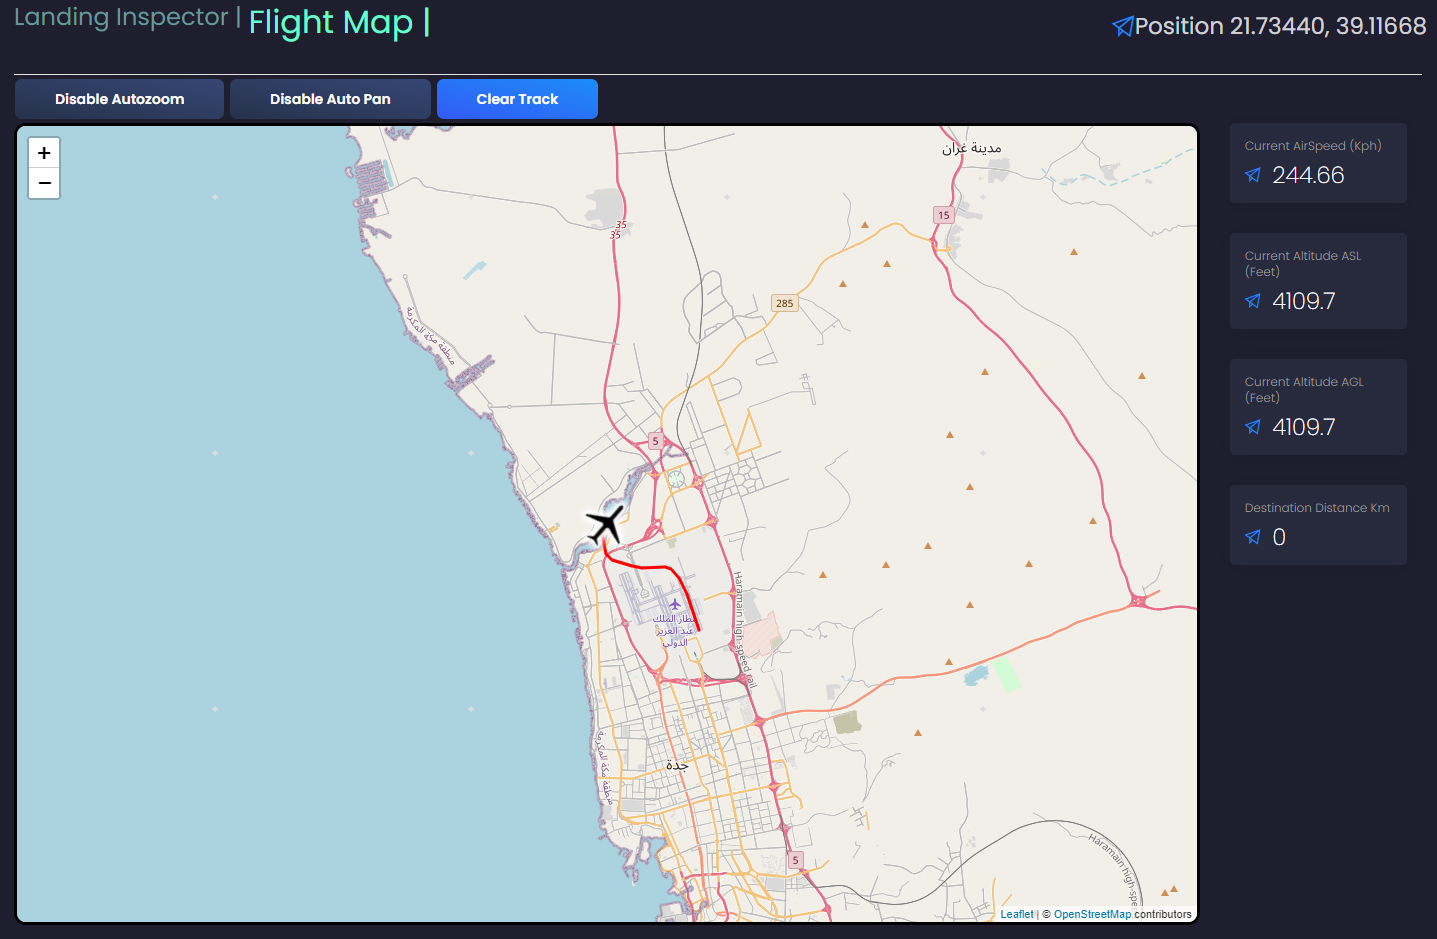 Landing Inspector | Flight Map |
Position 21.73440, 39.11668
Disable Autozoom
Disable Auto Pan
Clear Track
+
−
مدينة غران
15
35
35
285
منطقة مكة المكرمة
5
Haramain high-speed rail
مطار الملك
عبد العزيز
الدولي
منطقة مكة المكرمة
جدة
5
Haramain high-spee
Leaflet | © OpenStreetMap contributors
Current AirSpeed (Kph)
244.66
Current Altitude ASL
(Feet)
4109.7
Current Altitude AGL
(Feet)
4109.7
Destination Distance Km
0